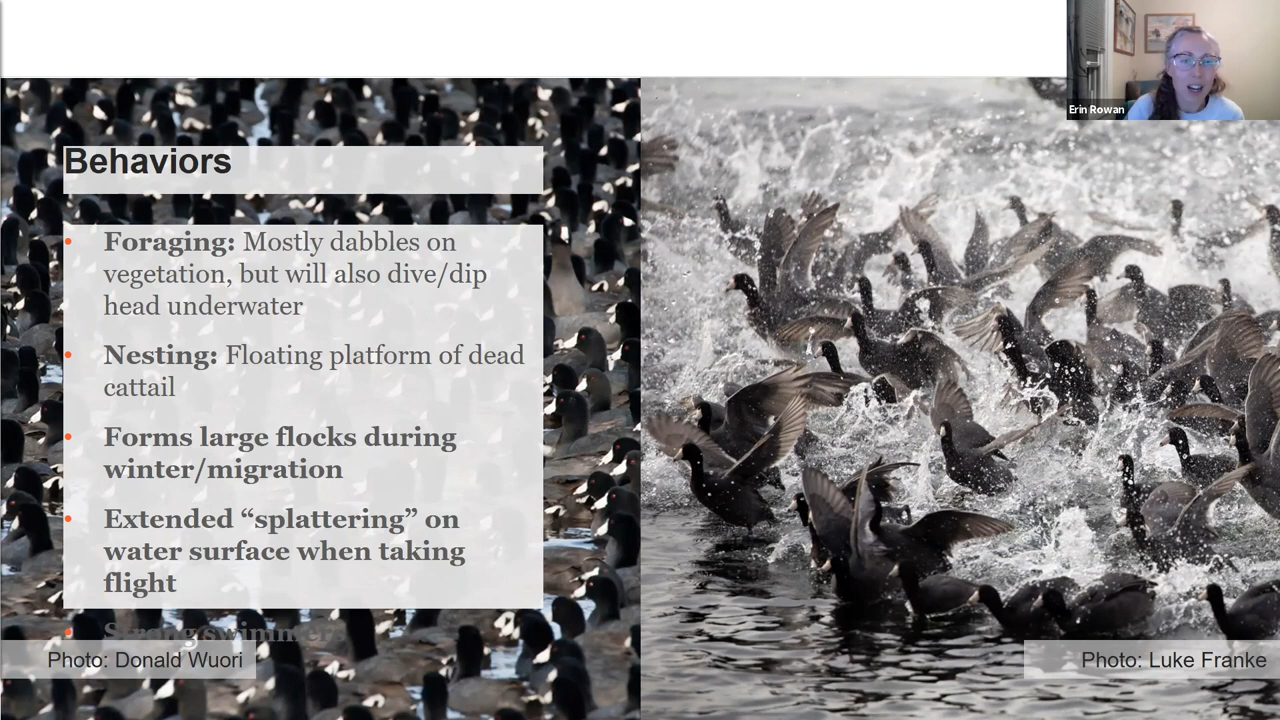 Erin Rowan
Behaviors
• Foraging: Mostly dabbles on
vegetation, but will also dive/dip
head underwater
• Nesting: Floating platform of dead
cattail
• Forms large flocks during
winter/migration
• Extended “splattering” on
water surface when taking
flight
• Strong swimmer
Photo: Donald Wuori
Photo: Luke Franke